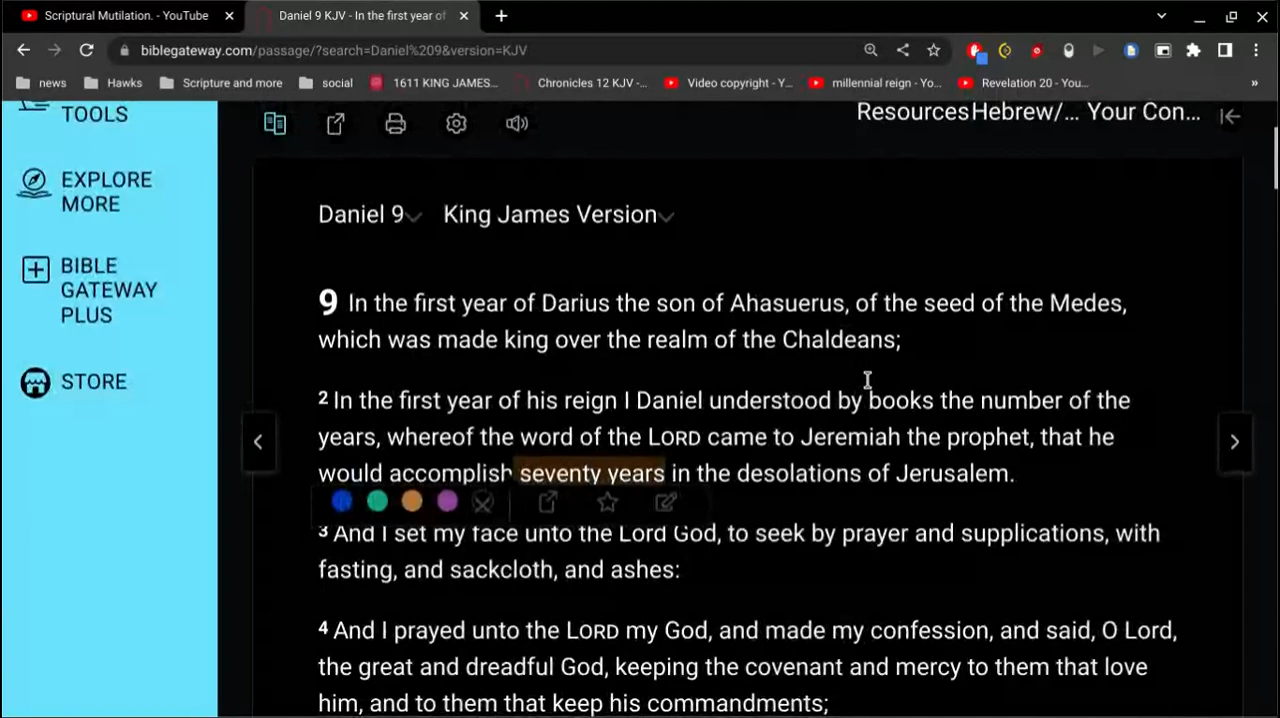 Scriptural Mutilation. - YouTube
Daniel 9 KJV - In the first year of
biblegateway.com/passage/?search=Daniel%209&version=KJV
news
Hawks
Scripture and more
social
1611 KING JAMES...
Chronicles 12 KJV -...
Video copyright - Y...
millennial reign - Yo...
Revelation 20 - You...
»
TOOLS
EXPLORE
MORE
BIBLE
GATEWAY
PLUS
STORE
Resources Hebrew/... Your Con...
Daniel 9 King James Version
9 In the first year of Darius the son of Ahasuerus, of the seed of the Medes,
which was made king over the realm of the Chaldeans;
2 In the first year of his reign I Daniel understood by books the number of the
years, whereof the word of the LORD came to Jeremiah the prophet, that he
would accomplish seventy years in the desolations of Jerusalem.
3 And I set my face unto the Lord God, to seek by prayer and supplications, with
fasting, and sackcloth, and ashes:
4 And I prayed unto the LORD my God, and made my confession, and said, O Lord,
the great and dreadful God, keeping the covenant and mercy to them that love
him, and to them that keep his commandments;